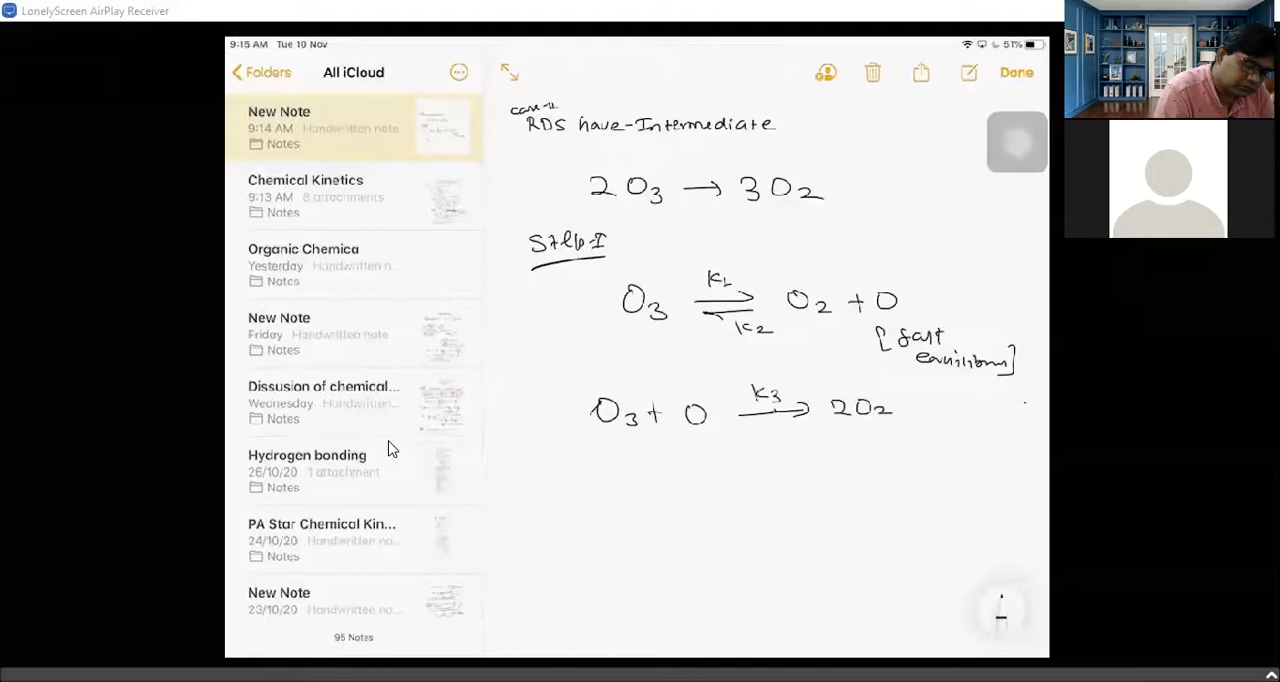 LonelyScreen AirPlay Receiver
9:15 AM Tue 10 Nov
51%
Folders
All iCloud
Done
New Note
9:14 AM Handwritten note
Notes
Chemical Kinetics
9:13 AM 8 attachments
Notes
Organic Chemica
Yesterday Handwritten n
Notes
New Note
Friday Handwritten note
Notes
Dissusion of chemical...
Wednesday Handwritten...
Notes
Hydrogen bonding
26/10/20 1 attachment
Notes
PA Star Chemical Kin...
24/10/20 Handwritten no...
Notes
New Note
23/10/20 Handwritten no...
95 Notes
case-II
RDS have-Intermediate
2O3 → 3O2
Step-I
K1
O3 ⇌ O2 + O
K2
[fast
equilibrium]
K3
O3 + O → 2O2